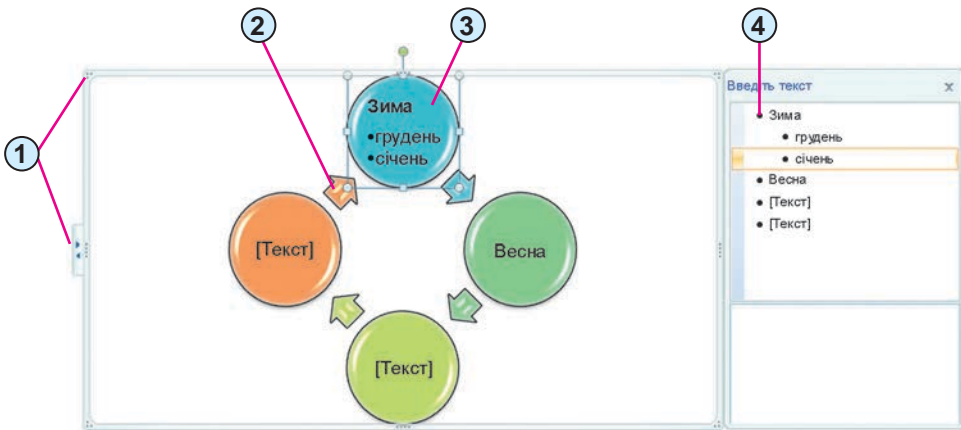 2
3
4
1
Зима
•грудень
•січень
[Текст]
Весна
[Текст]
Введіть текст x
• Зима
• грудень
• січень
• Весна
• [Текст]
• [Текст]